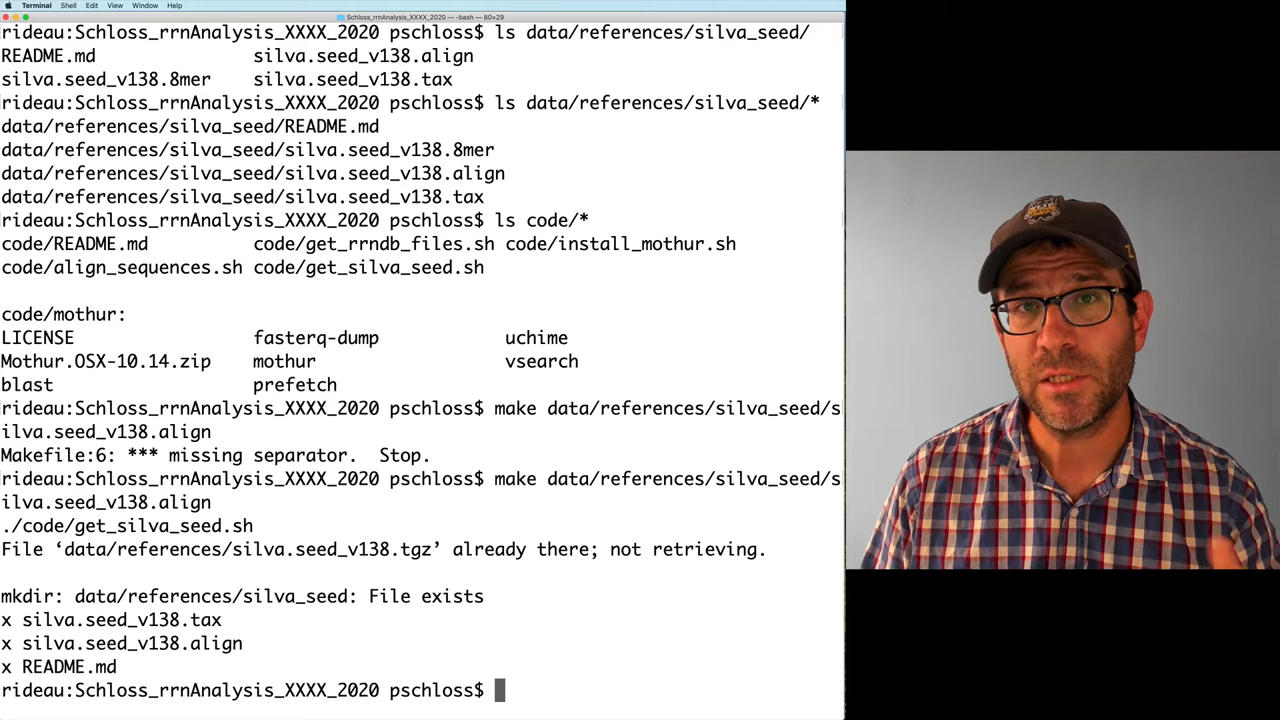 Terminal Shell Edit View Window Help
Schloss_rrnAnalysis_XXXX_2020 — -bash — 80×29
rideau:Schloss_rrnAnalysis_XXXX_2020 pschloss$ ls data/references/silva_seed/
README.md silva.seed_v138.align
silva.seed_v138.8mer silva.seed_v138.tax
rideau:Schloss_rrnAnalysis_XXXX_2020 pschloss$ ls data/references/silva_seed/*
data/references/silva_seed/README.md
data/references/silva_seed/silva.seed_v138.8mer
data/references/silva_seed/silva.seed_v138.align
data/references/silva_seed/silva.seed_v138.tax
rideau:Schloss_rrnAnalysis_XXXX_2020 pschloss$ ls code/*
code/README.md code/get_rrndb_files.sh code/install_mothur.sh
code/align_sequences.sh code/get_silva_seed.sh
code/mothur:
LICENSE fasterq-dump uchime
Mothur.OSX-10.14.zip mothur vsearch
blast prefetch
rideau:Schloss_rrnAnalysis_XXXX_2020 pschloss$ make data/references/silva_seed/s
ilva.seed_v138.align
Makefile:6: *** missing separator.  Stop.
rideau:Schloss_rrnAnalysis_XXXX_2020 pschloss$ make data/references/silva_seed/s
ilva.seed_v138.align
./code/get_silva_seed.sh
File ‘data/references/silva.seed_v138.tgz’ already there; not retrieving.
mkdir: data/references/silva_seed: File exists
x silva.seed_v138.tax
x silva.seed_v138.align
x README.md
rideau:Schloss_rrnAnalysis_XXXX_2020 pschloss$